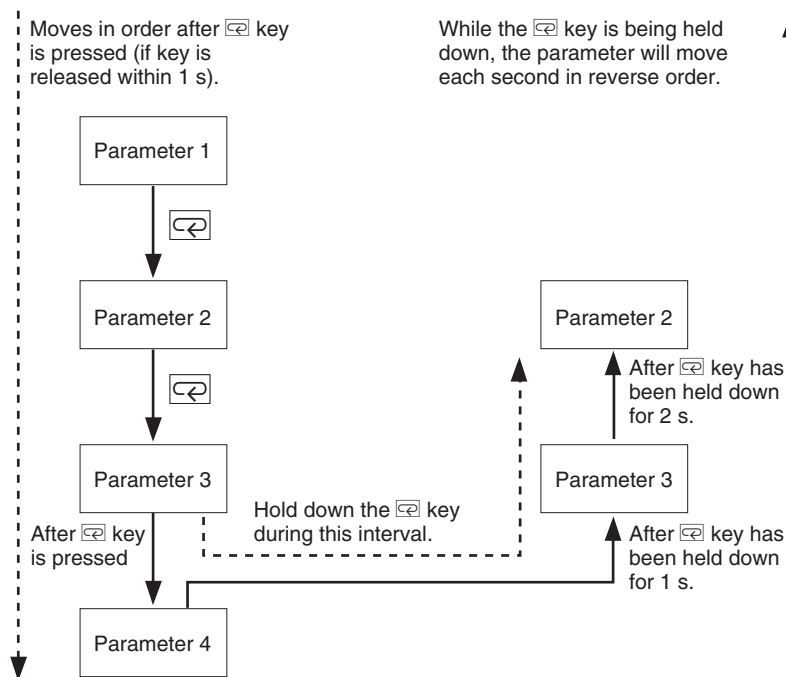 Moves in order after key
is pressed (if key is
released within 1 s).
While the key is being held
down, the parameter will move
each second in reverse order.
Parameter 1
Parameter 2
Parameter 2
After key has
been held down
for 2 s.
Parameter 3
Parameter 3
Hold down the key
during this interval.
After key
is pressed
After key has
been held down
for 1 s.
Parameter 4